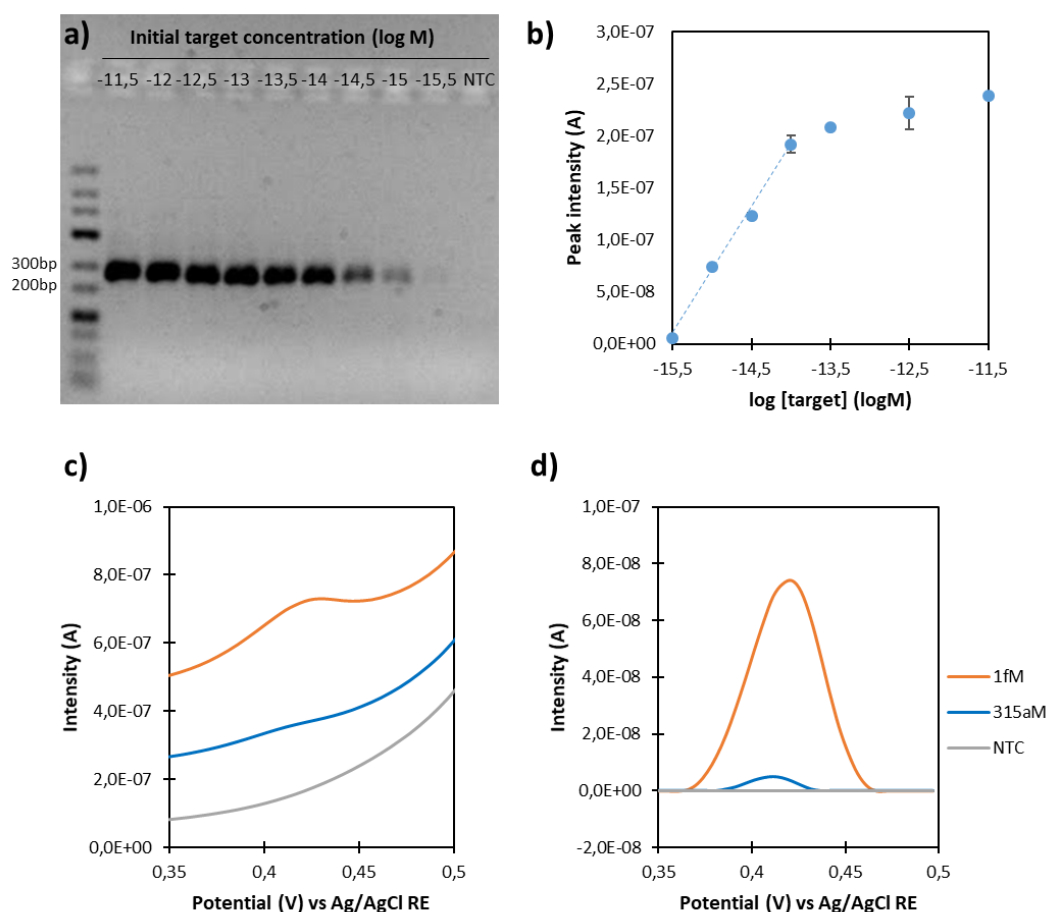 a)
Initial target concentration (log M)
-11,5 -12 -12,5 -13 -13,5 -14 -14,5 -15 -15,5 NTC
300bp
200bp
b)
3,0E-07
2,5E-07
2,0E-07
1,5E-07
1,0E-07
5,0E-08
0,0E+00
Peak intensity (A)
-15,5 -14,5 -13,5 -12,5 -11,5
log [target] (logM)
c)
1,0E-06
8,0E-07
6,0E-07
4,0E-07
2,0E-07
0,0E+00
Intensity (A)
0,35 0,4 0,45 0,5
Potential (V) vs Ag/AgCl RE
d)
1,0E-07
8,0E-08
6,0E-08
4,0E-08
2,0E-08
0,0E+00
-2,0E-08
Intensity (A)
0,35 0,4 0,45 0,5
Potential (V) vs Ag/AgCl RE
1fM
315aM
NTC